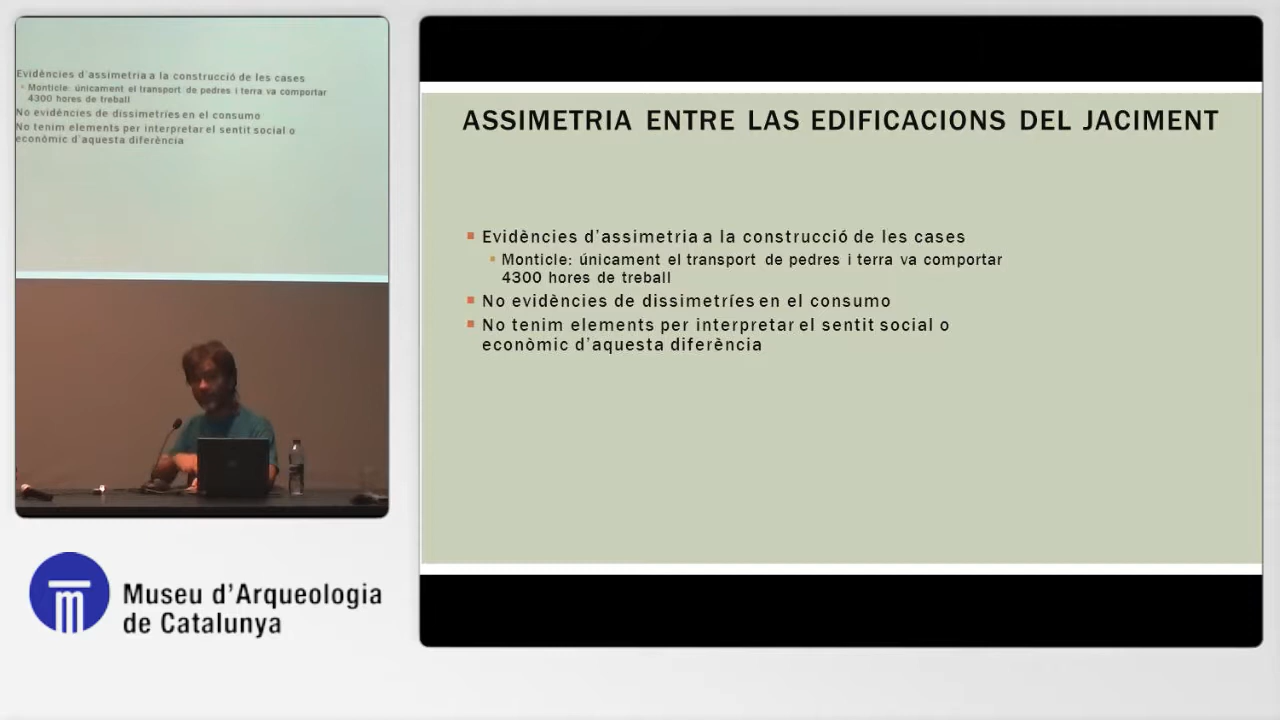 Evidències d'assimetria a la construcció de les cases
Monticle: únicament el transport de pedres i terra va comportar
4300 hores de treball
No evidències de dissimetríes en el consumo
No tenim elements per interpretar el sentit social o
econòmic d'aquesta diferència
Museu d'Arqueologia
de Catalunya
ASSIMETRIA ENTRE LAS EDIFICACIONS DEL JACIMENT
Evidències d'assimetria a la construcció de les cases
Monticle: únicament el transport de pedres i terra va comportar
4300 hores de treball
No evidències de dissimetríes en el consumo
No tenim elements per interpretar el sentit social o
econòmic d'aquesta diferència